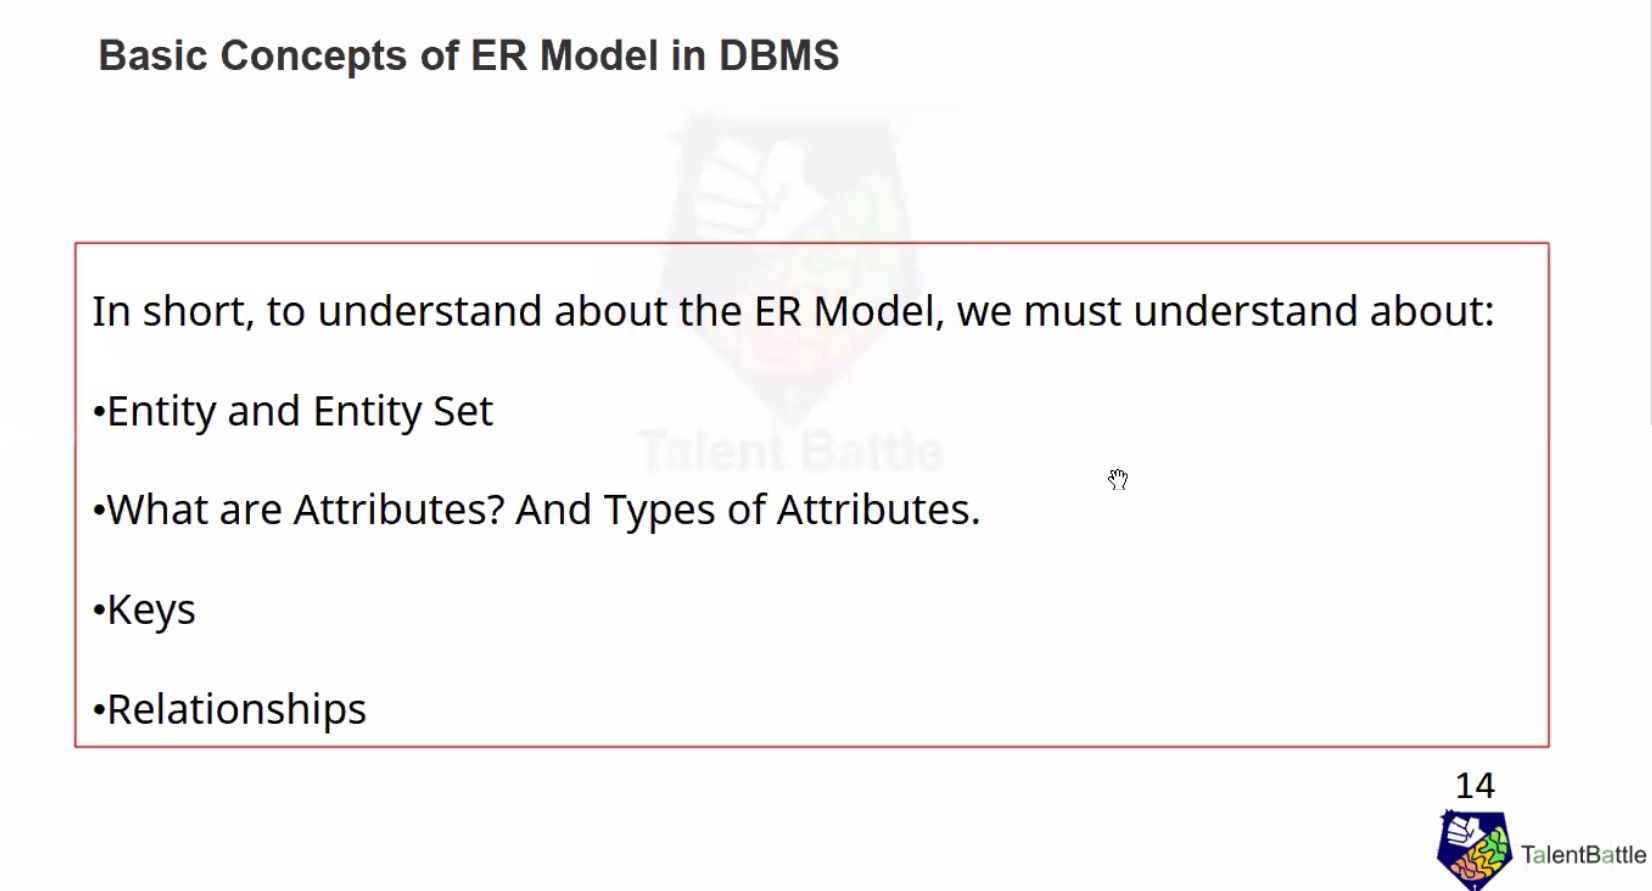 Basic Concepts of ER Model in DBMS
In short, to understand about the ER Model, we must understand about:
•Entity and Entity Set
Talent Battle
•What are Attributes? And Types of Attributes.
•Keys
•Relationships
14
TalentBattle